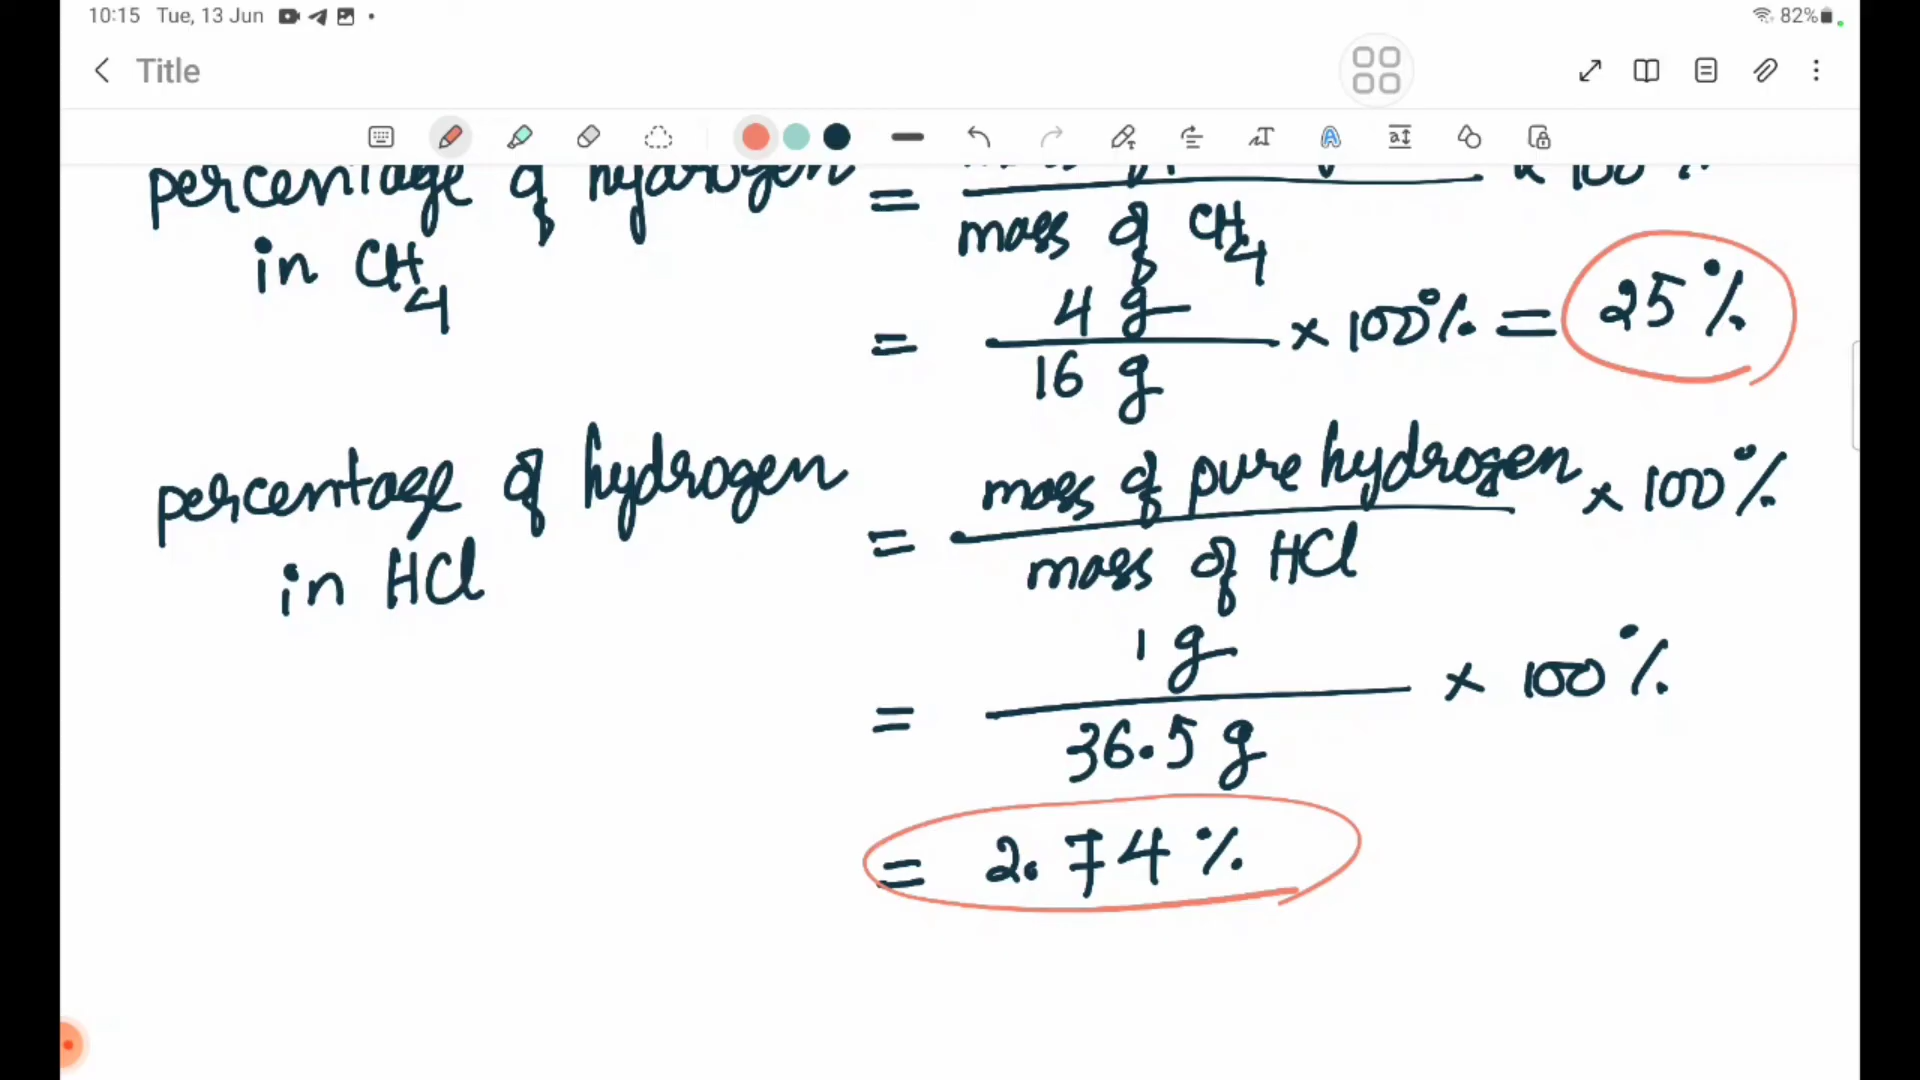 10:15 Tue, 13 Jun
82%
Title
percentage of hydrogen =
× 100 %
in CH4
mass of CH4
= 4 g / 16 g × 100% = 25 %
percentage of hydrogen = mass of pure hydrogen × 100 %
in HCl
mass of HCl
= 1 g × 100 %
36.5 g
= 2.74 %